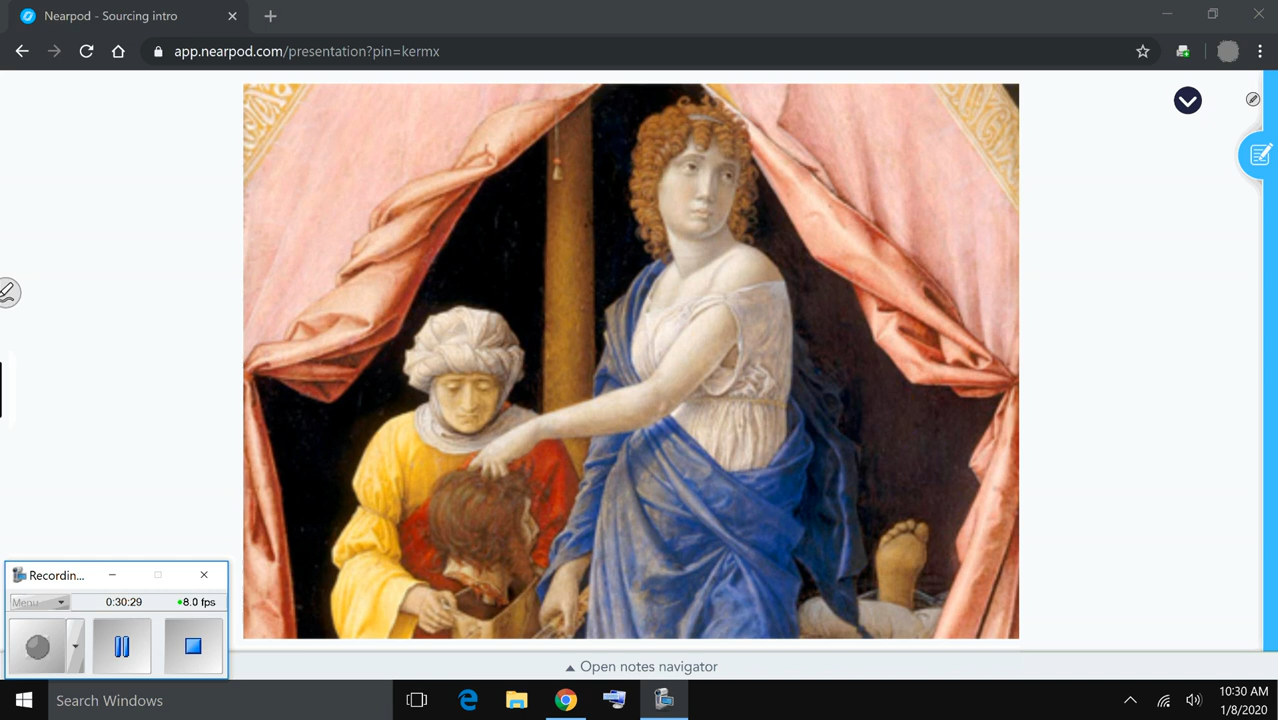 Nearpod - Sourcing intro
app.nearpod.com/presentation?pin=kermx
Recordin...
Menu
0:30:29
8.0 fps
Open notes navigator
Search Windows
10:30 AM
1/8/2020